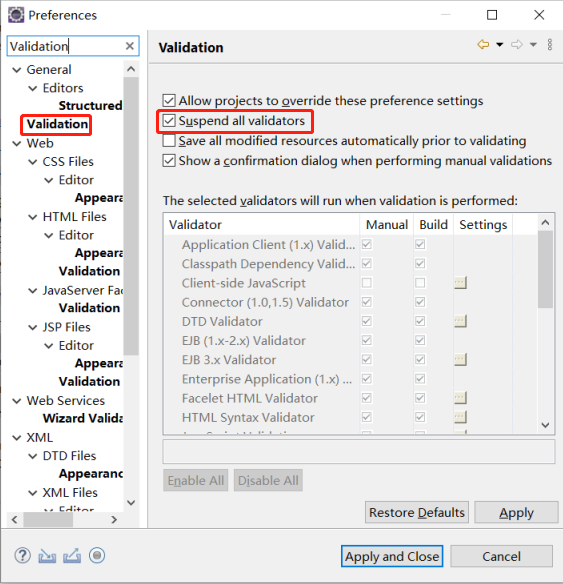 Preferences
Validation
General
Editors
Structured
Validation
Web
CSS Files
Editor
Appear
HTML Files
Editor
Appear
Validation
JavaServer Fac
Validation
JSP Files
Editor
Appear
Validation
Web Services
Wizard Valida
XML
DTD Files
Appearanc
XML Files
Editor
Validation
Allow projects to override these preference settings
Suspend all validators
Save all modified resources automatically prior to validating
Show a confirmation dialog when performing manual validations
The selected validators will run when validation is performed:
Validator Manual Build Settings
Application Client (1.x) Valid...
Classpath Dependency Valid...
Client-side JavaScript ...
Connector (1.0,1.5) Validator
DTD Validator ...
EJB (1.x-2.x) Validator
EJB 3.x Validator ...
Enterprise Application (1.x) ...
Facelet HTML Validator ...
HTML Syntax Validator ...
Enable All Disable All
Restore Defaults Apply
? Apply and Close Cancel